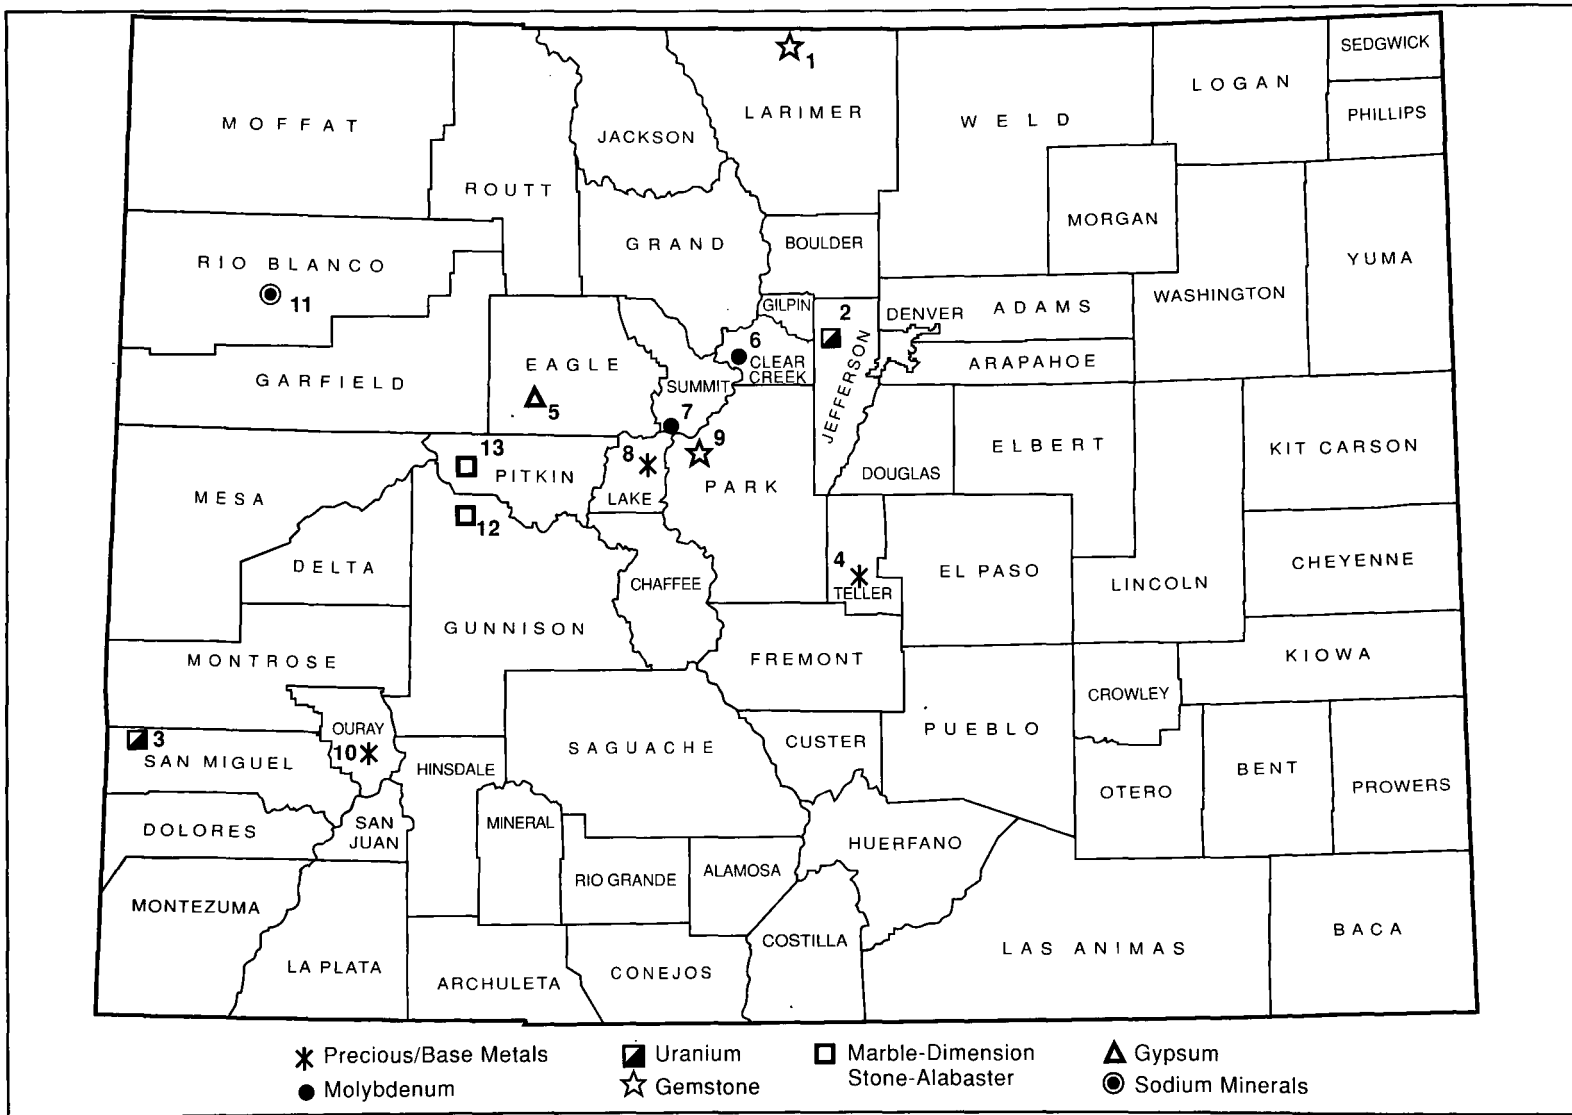 SEDGWICK
1
LOGAN
LARIMER
MOFFAT
WELD
PHILLIPS
JACKSON
ROUTT
MORGAN
GRAND
BOULDER
RIO BLANCO
YUMA
WASHINGTON
11
GILPIN
2
DENVER
ADAMS
6
EAGLE
CLEAR
CREEK
ARAPAHOE
GARFIELD
SUMMIT
JEFFERSON
5
7
13
8
9
ELBERT
KIT CARSON
PITKIN
DOUGLAS
PARK
MESA
LAKE
12
DELTA
4
EL PASO
CHEYENNE
CHAFFEE
TELLER
LINCOLN
GUNNISON
MONTROSE
FREMONT
KIOWA
CROWLEY
OURAY
PUEBLO
3
10
SAGUACHE
CUSTER
SAN MIGUEL
HINSDALE
BENT
OTERO
PROWERS
DOLORES
SAN
JUAN
MINERAL
HUERFANO
RIO GRANDE
ALAMOSA
MONTEZUMA
BACA
COSTILLA
LAS ANIMAS
LA PLATA
CONEJOS
ARCHULETA
Precious/Base Metals
Molybdenum
Uranium
Gemstone
Marble-Dimension
Stone-Alabaster
Gypsum
Sodium Minerals